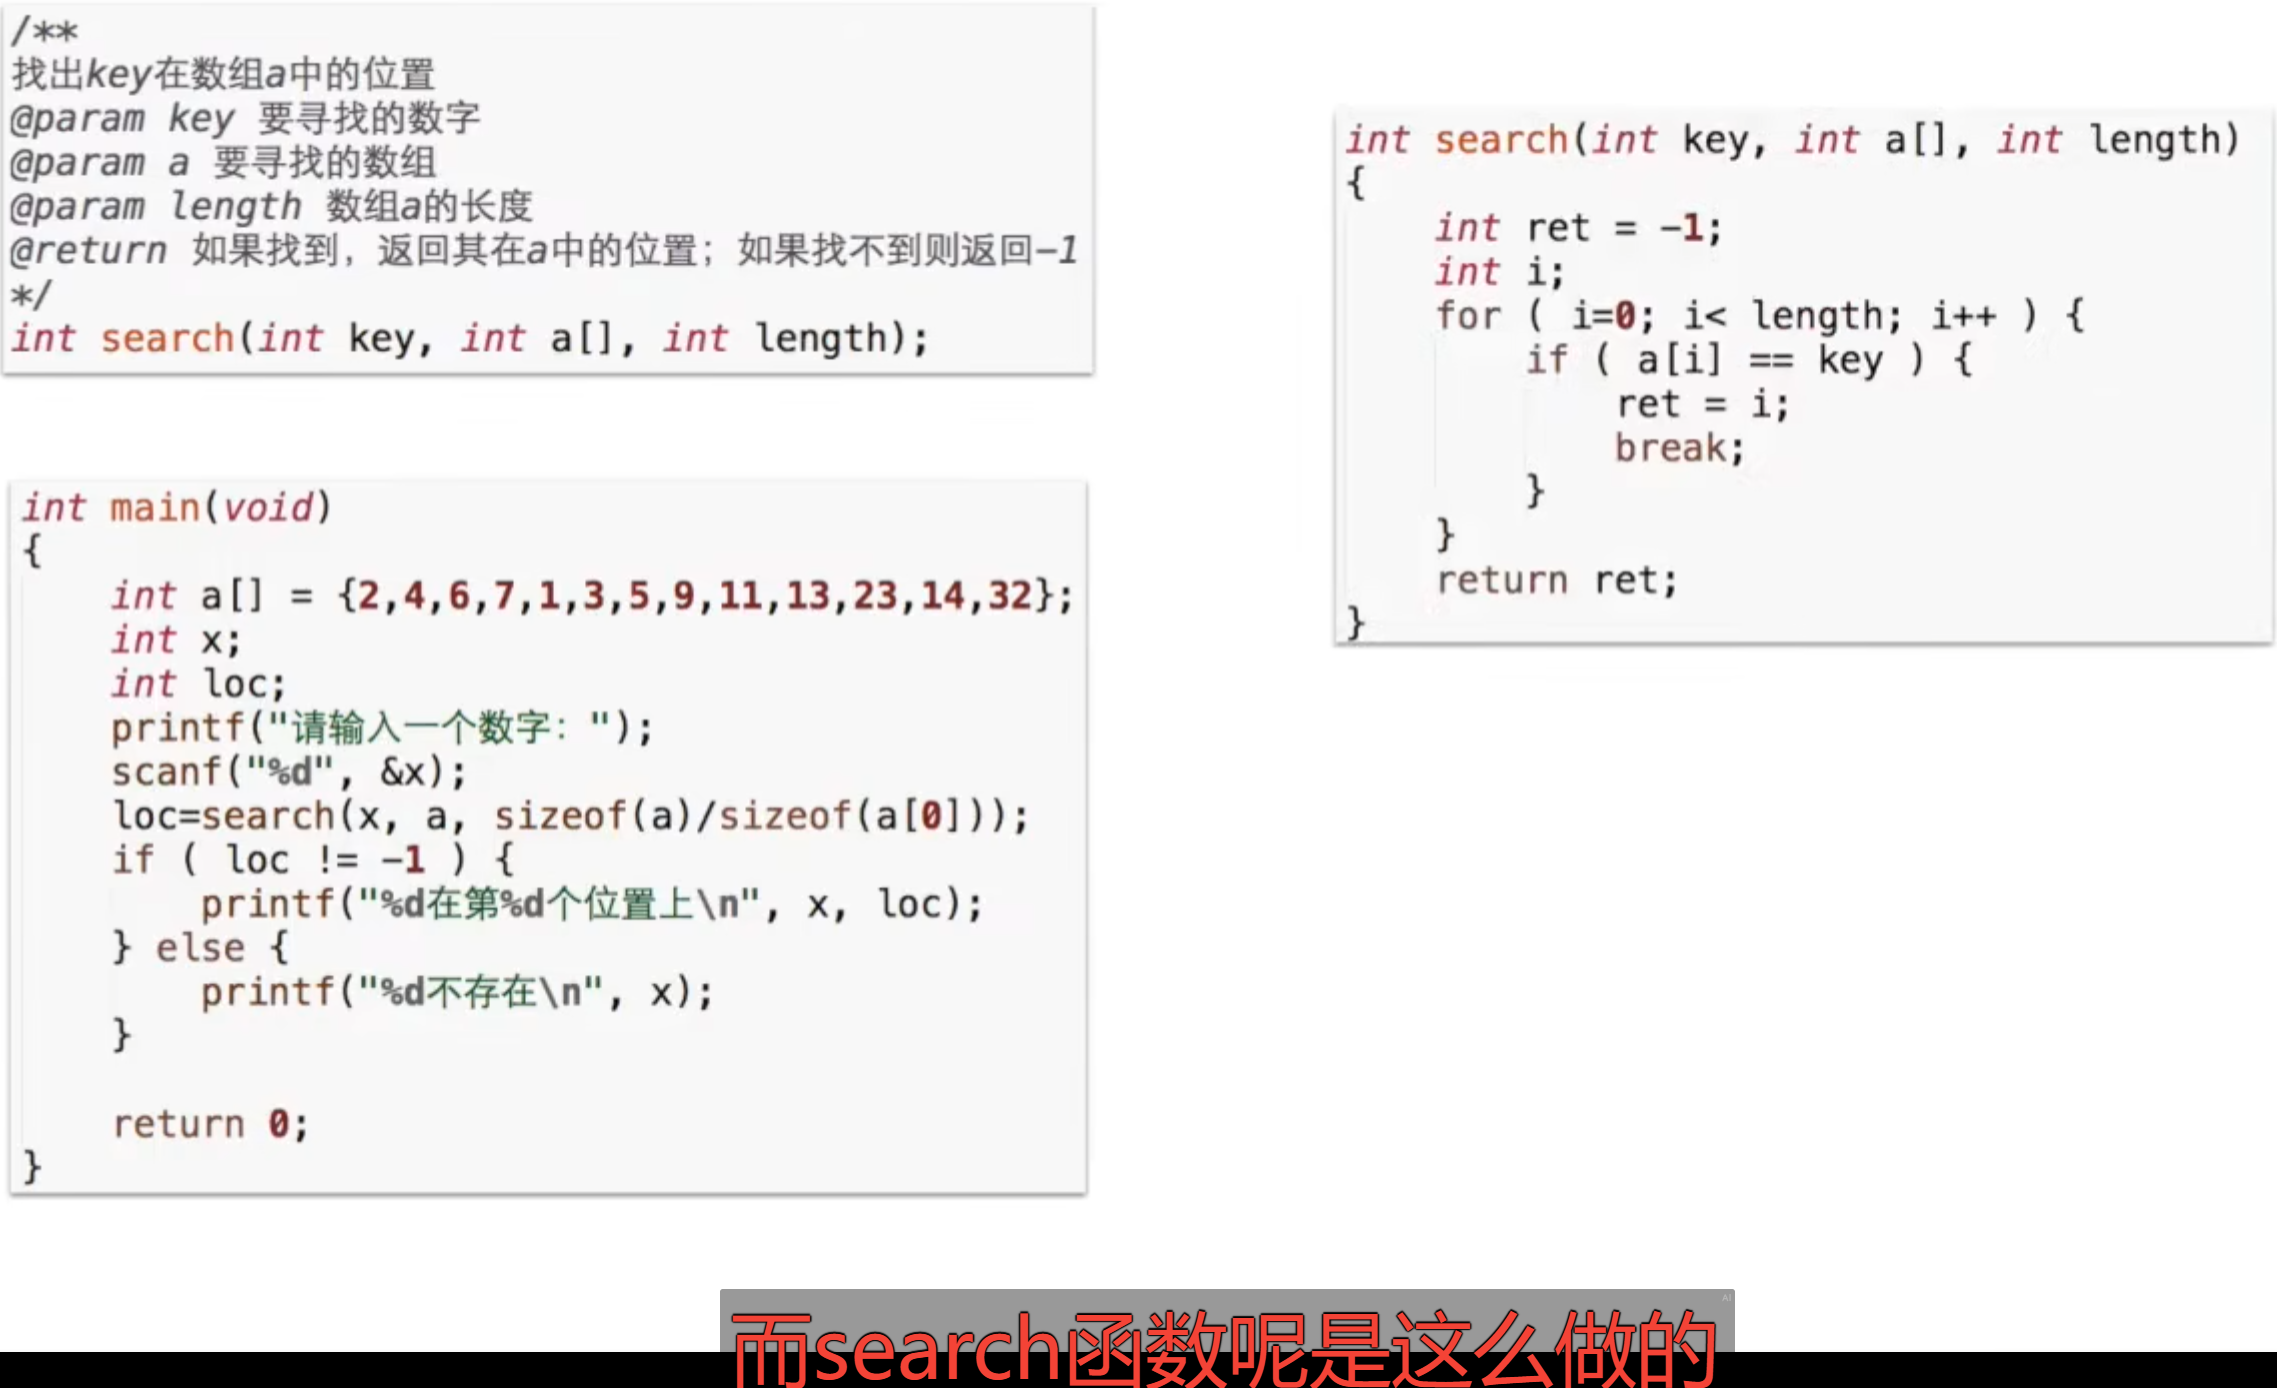 /**
找出key在数组a中的位置
@param key 要寻找的数字
@param a 要寻找的数组
@param length 数组a的长度
@return 如果找到，返回其在a中的位置；如果找不到则返回-1
*/
int search(int key, int a[], int length);
int main(void)
{
    int a[] = {2,4,6,7,1,3,5,9,11,13,23,14,32};
    int x;
    int loc;
    printf("请输入一个数字：");
    scanf("%d", &x);
    loc=search(x, a, sizeof(a)/sizeof(a[0]));
    if ( loc != -1 ) {
        printf("%d在第%d个位置上\n", x, loc);
    } else {
        printf("%d不存在\n", x);
    }
    return 0;
}
int search(int key, int a[], int length)
{
    int ret = -1;
    int i;
    for ( i=0; i< length; i++ ) {
        if ( a[i] == key ) {
            ret = i;
            break;
        }
    }
    return ret;
}
AI
而search函数呢是这么做的